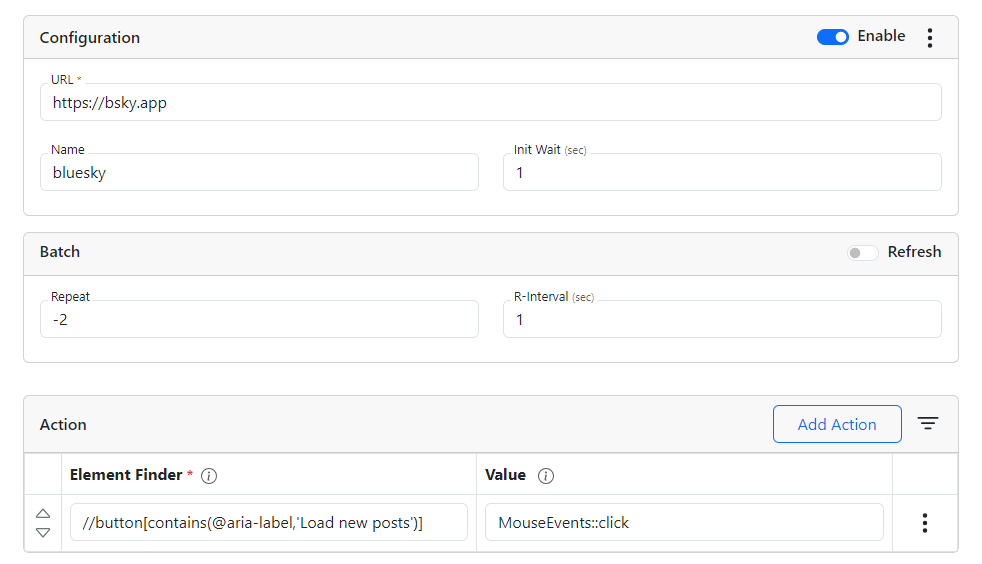 Configuration
Enable
URL *
https://bsky.app
Name
bluesky
Init Wait (sec)
1
Batch
Refresh
Repeat
-2
R-Interval (sec)
1
Action
Add Action
Element Finder *
Value
//button[contains(@aria-label,'Load new posts')]
MouseEvents::click